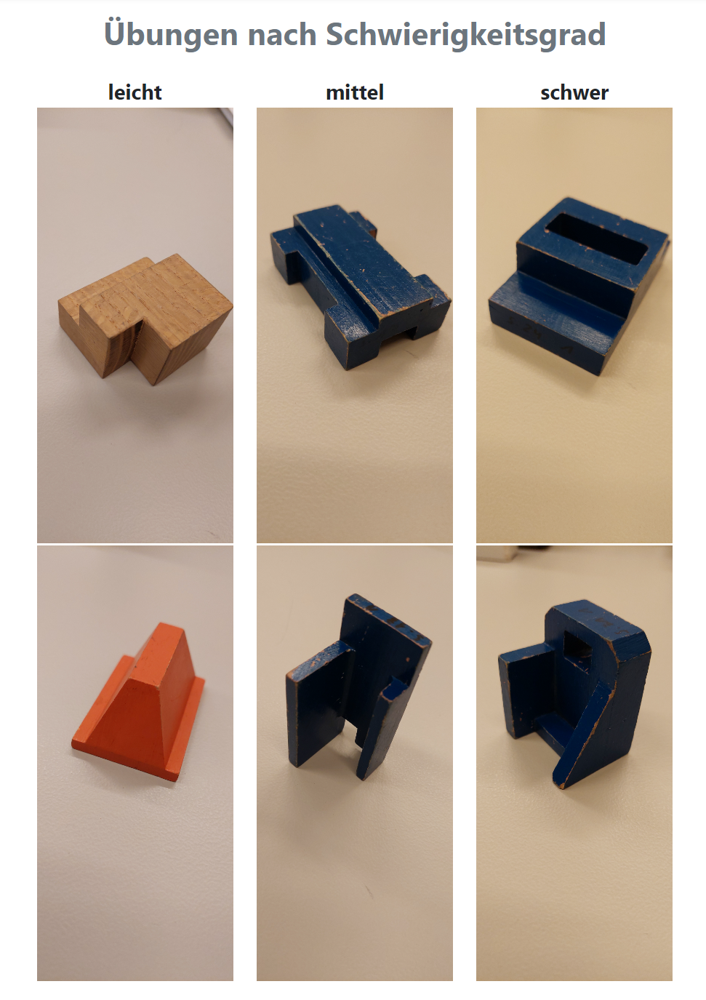 Übungen nach Schwierigkeitsgrad
leicht
mittel
schwer